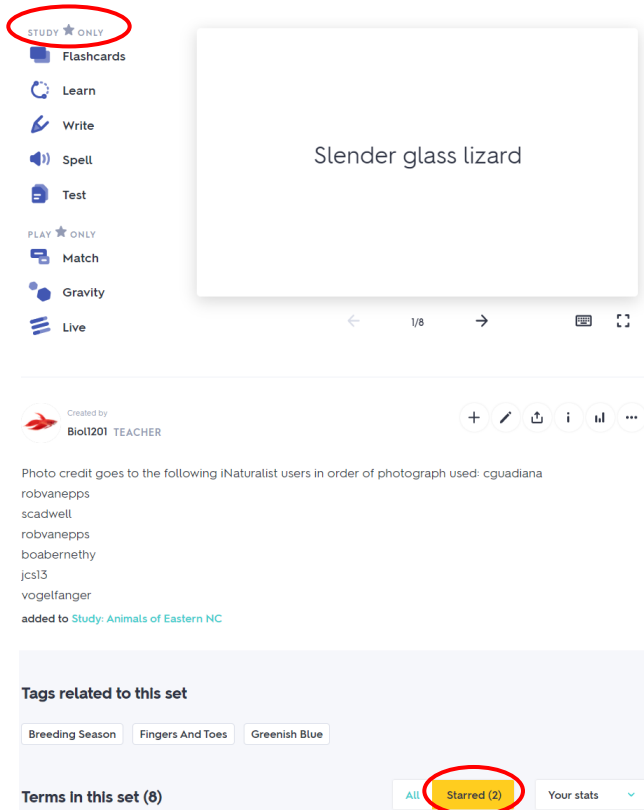 STUDY ★ ONLY
Flashcards
Learn
Write
Spell
Test
PLAY ★ ONLY
Match
Gravity
Live
Slender glass lizard
1/8
Created by
Biol1201 TEACHER
Photo credit goes to the following iNaturalist users in order of photograph used: cguadiana
robvanepps
scadwell
robvanepps
boabernethy
jcs13
vogelfanger
added to Study: Animals of Eastern NC
Tags related to this set
Breeding Season Fingers And Toes Greenish Blue
Terms in this set (8) All Starred (2) Your stats